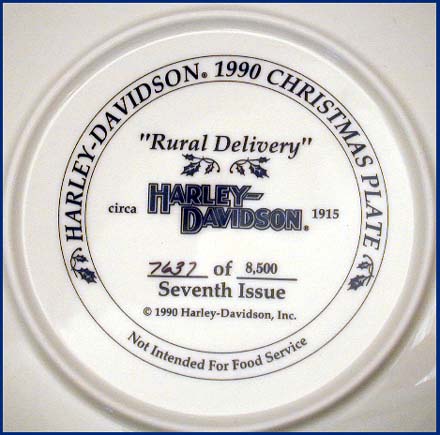 HARLEY-DAVIDSON® 1990 CHRISTMAS PLATE
"Rural Delivery"
circa HARLEY-DAVIDSON® 1915
7637 of 8,500
Seventh Issue
© 1990 Harley-Davidson, Inc.
Not Intended For Food Service